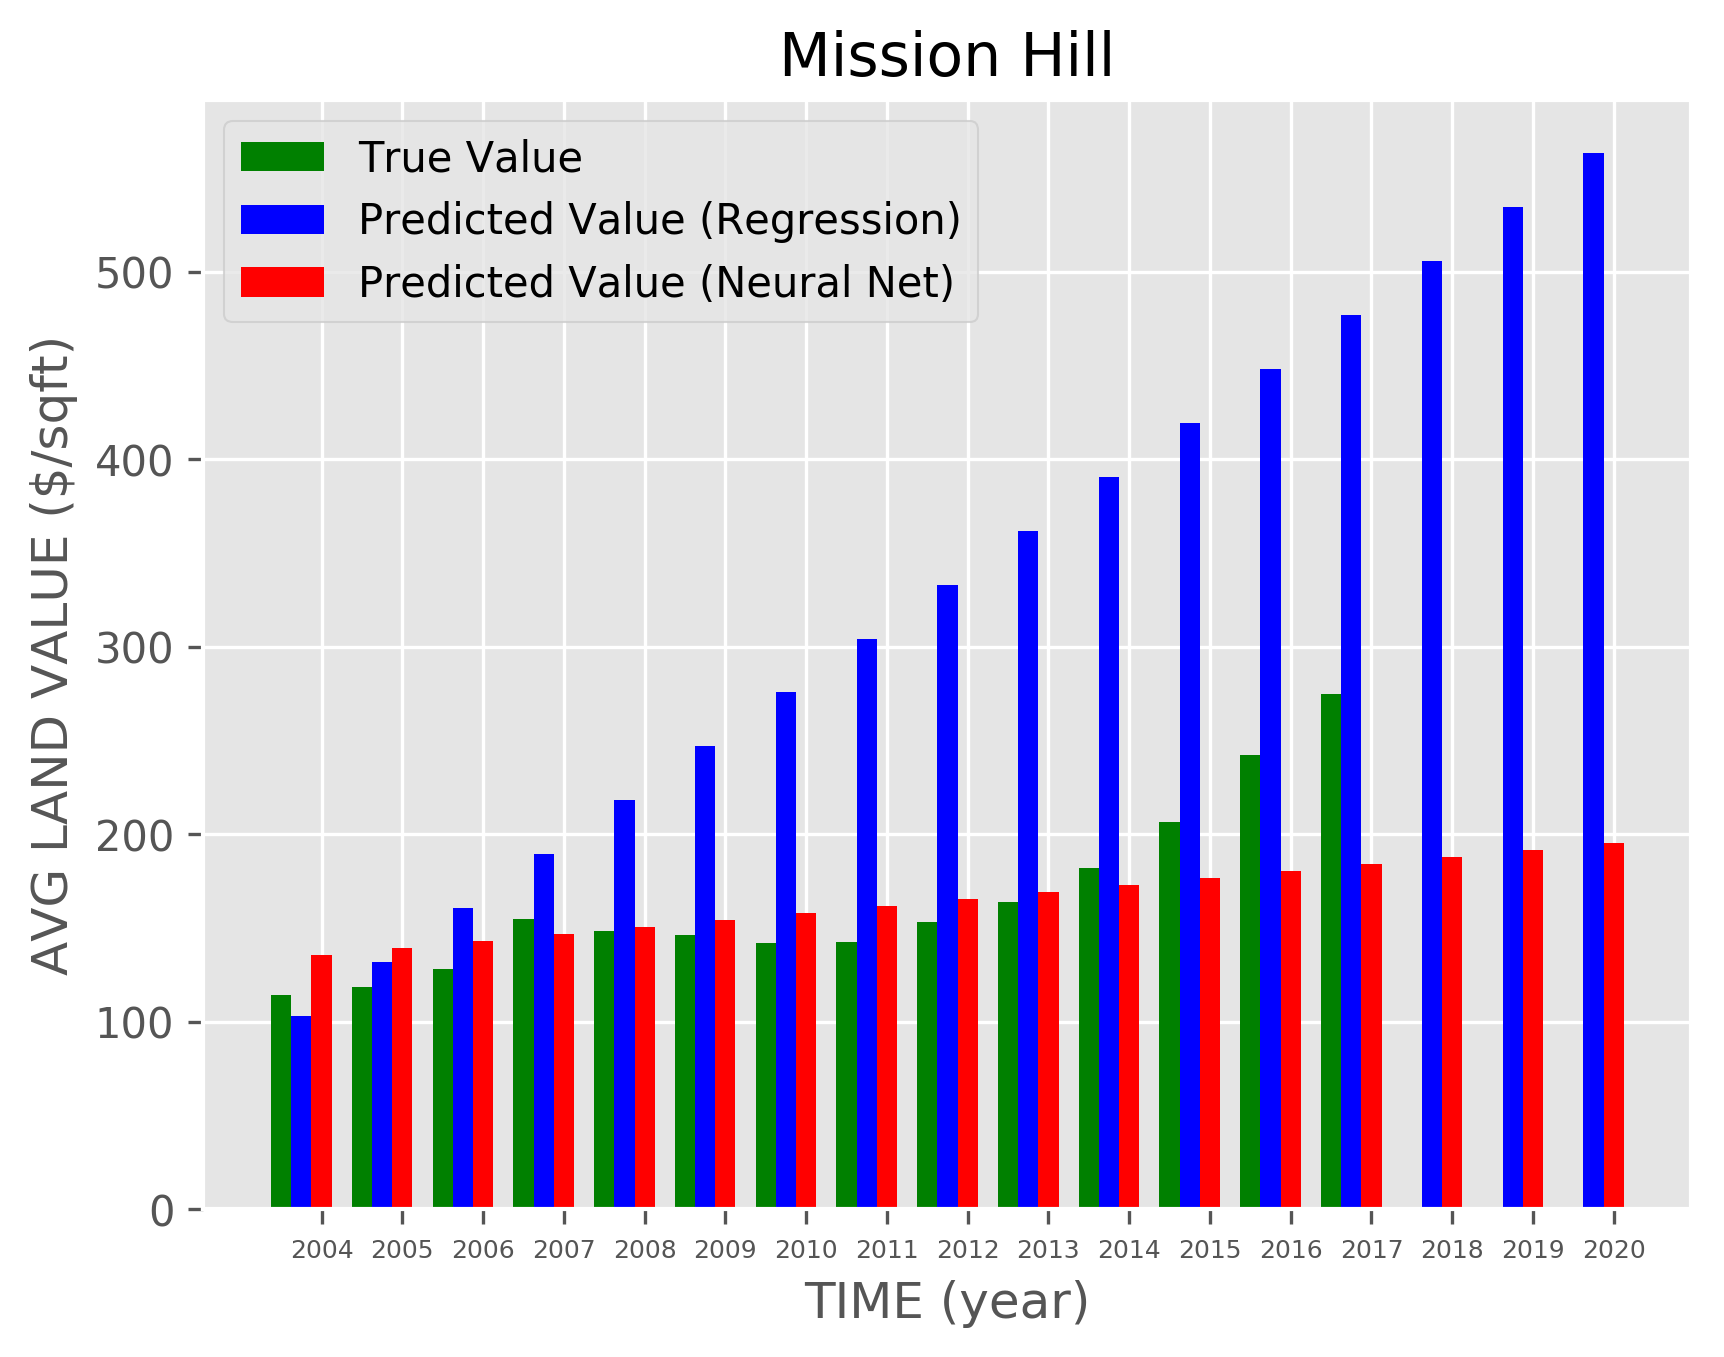 Mission Hill
True Value
Predicted Value (Regression)
Predicted Value (Neural Net)
AVG LAND VALUE ($/sqft)
500
400
300
200
100
0
2004 2005 2006 2007 2008 2009 2010 2011 2012 2013 2014 2015 2016 2017 2018 2019 2020
TIME (year)